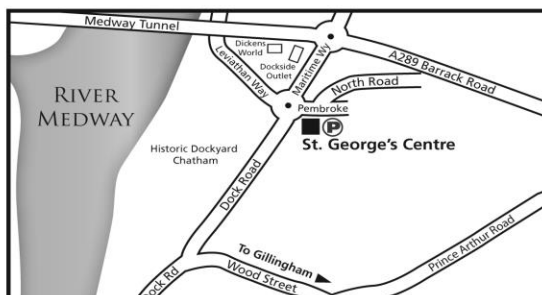 Medway Tunnel
Dickens
World
Dockside
Outlet
Leviathan Way
Maritime Wy
A289 Barrack Road
North Road
Pembroke
P
St. George's Centre
RIVER
MEDWAY
Historic Dockyard
Chatham
Dock Road
To Gillingham
Wood Street
Prince Arthur Road
ock Rd